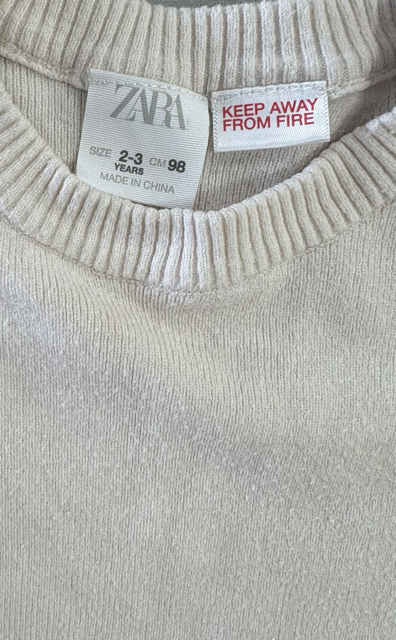 ZARA
SIZE 2-3 YEARS CM 98
MADE IN CHINA
KEEP AWAY
FROM FIRE